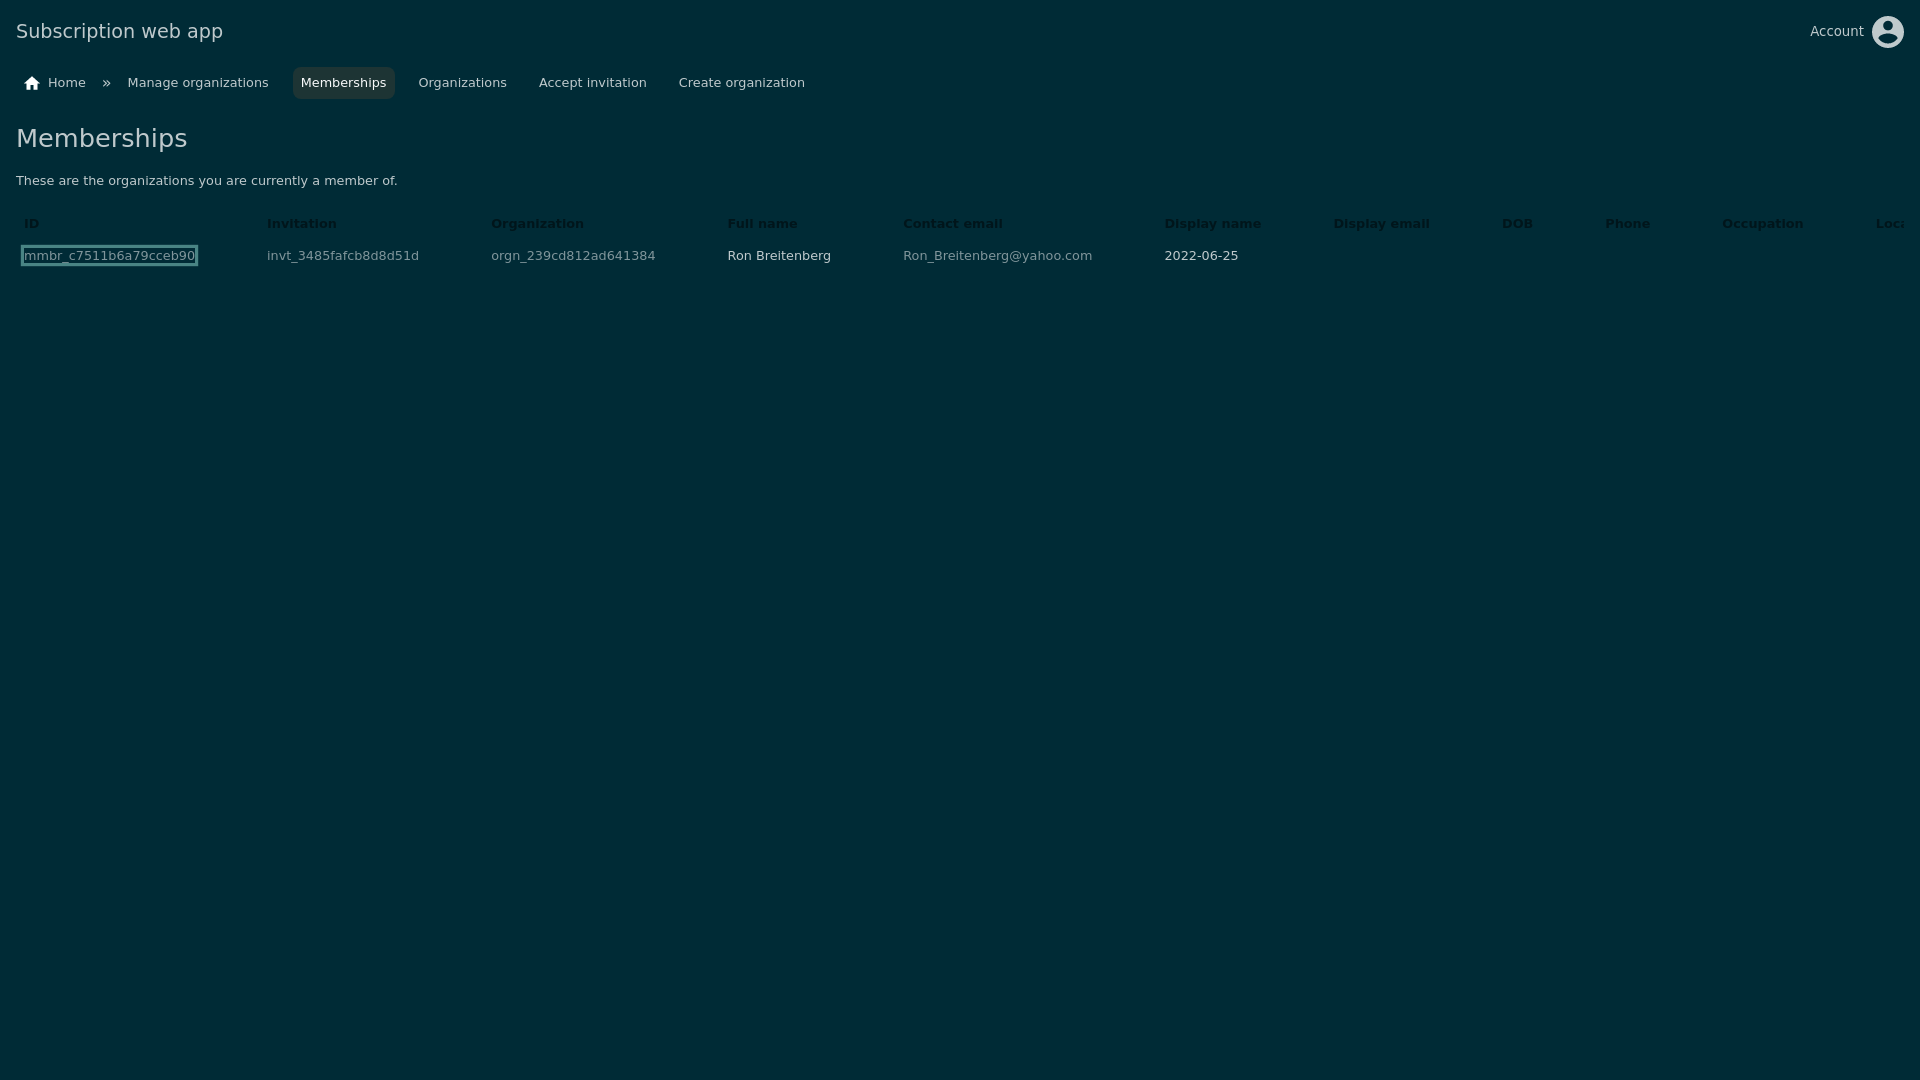 Subscription web app
Account
Home » Manage organizations Memberships Organizations Accept invitation Create organization
Memberships
These are the organizations you are currently a member of.
ID Invitation Organization Full name Contact email Display name Display email DOB Phone Occupation Loca
mmbr_c7511b6a79cceb90 invt_3485fafcb8d8d51d orgn_239cd812ad641384 Ron Breitenberg Ron_Breitenberg@yahoo.com 2022-06-25